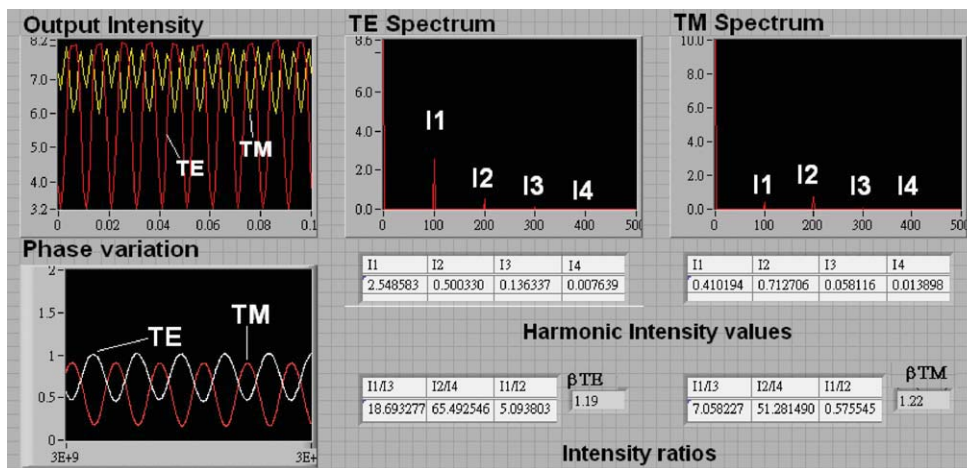 Output Intensity
8.2
7.0
6.0
5.0
4.0
3.2
TE
TM
0 0.02 0.04 0.06 0.08 0.1
TE Spectrum
8.6
6.0
4.0
2.0
0.0
I1
I2
I3
I4
0 100 200 300 400 500
TM Spectrum
10.0
8.0
6.0
4.0
2.0
0.0
I1
I2
I3
I4
0 100 200 300 400 500
Phase variation
2
1.5
1
0.5
0
TE
TM
3E+9 3E+
I1 I2 I3 I4
2.548583 0.500330 0.136337 0.007639
I1 I2 I3 I4
0.410194 0.712706 0.058116 0.013898
Harmonic Intensity values
I1/I3 I2/I4 I1/I2
18.693277 65.492546 5.093803
βTE
1.19
I1/I3 I2/I4 I1/I2
7.058227 51.281490 0.575545
βTM
1.22
Intensity ratios